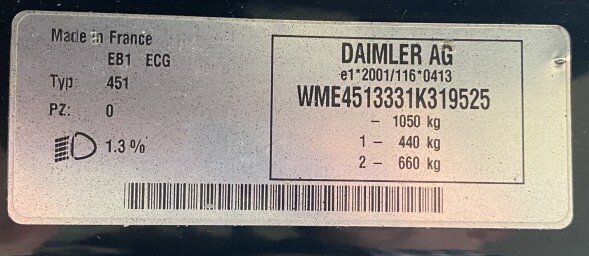 Made in France
EB1 ECG
Typ 451
PZ: 0
1.3 %
DAIMLER AG
e1*2001/116*0413
WME4513331K319525
– 1050 kg
1 – 440 kg
2 – 660 kg